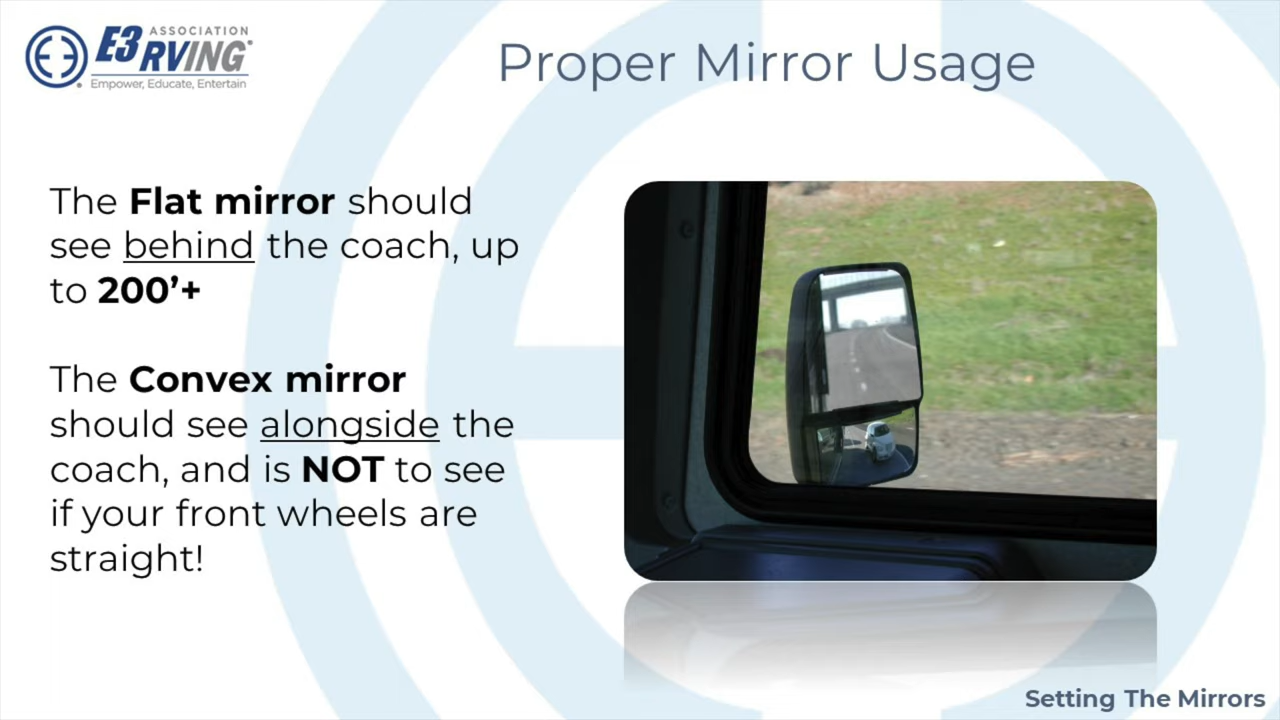 ASSOCIATION
E3 RVING
Empower, Educate, Entertain
Proper Mirror Usage
The Flat mirror should
see behind the coach, up
to 200’+
The Convex mirror
should see alongside the
coach, and is NOT to see
if your front wheels are
straight!
Setting The Mirrors